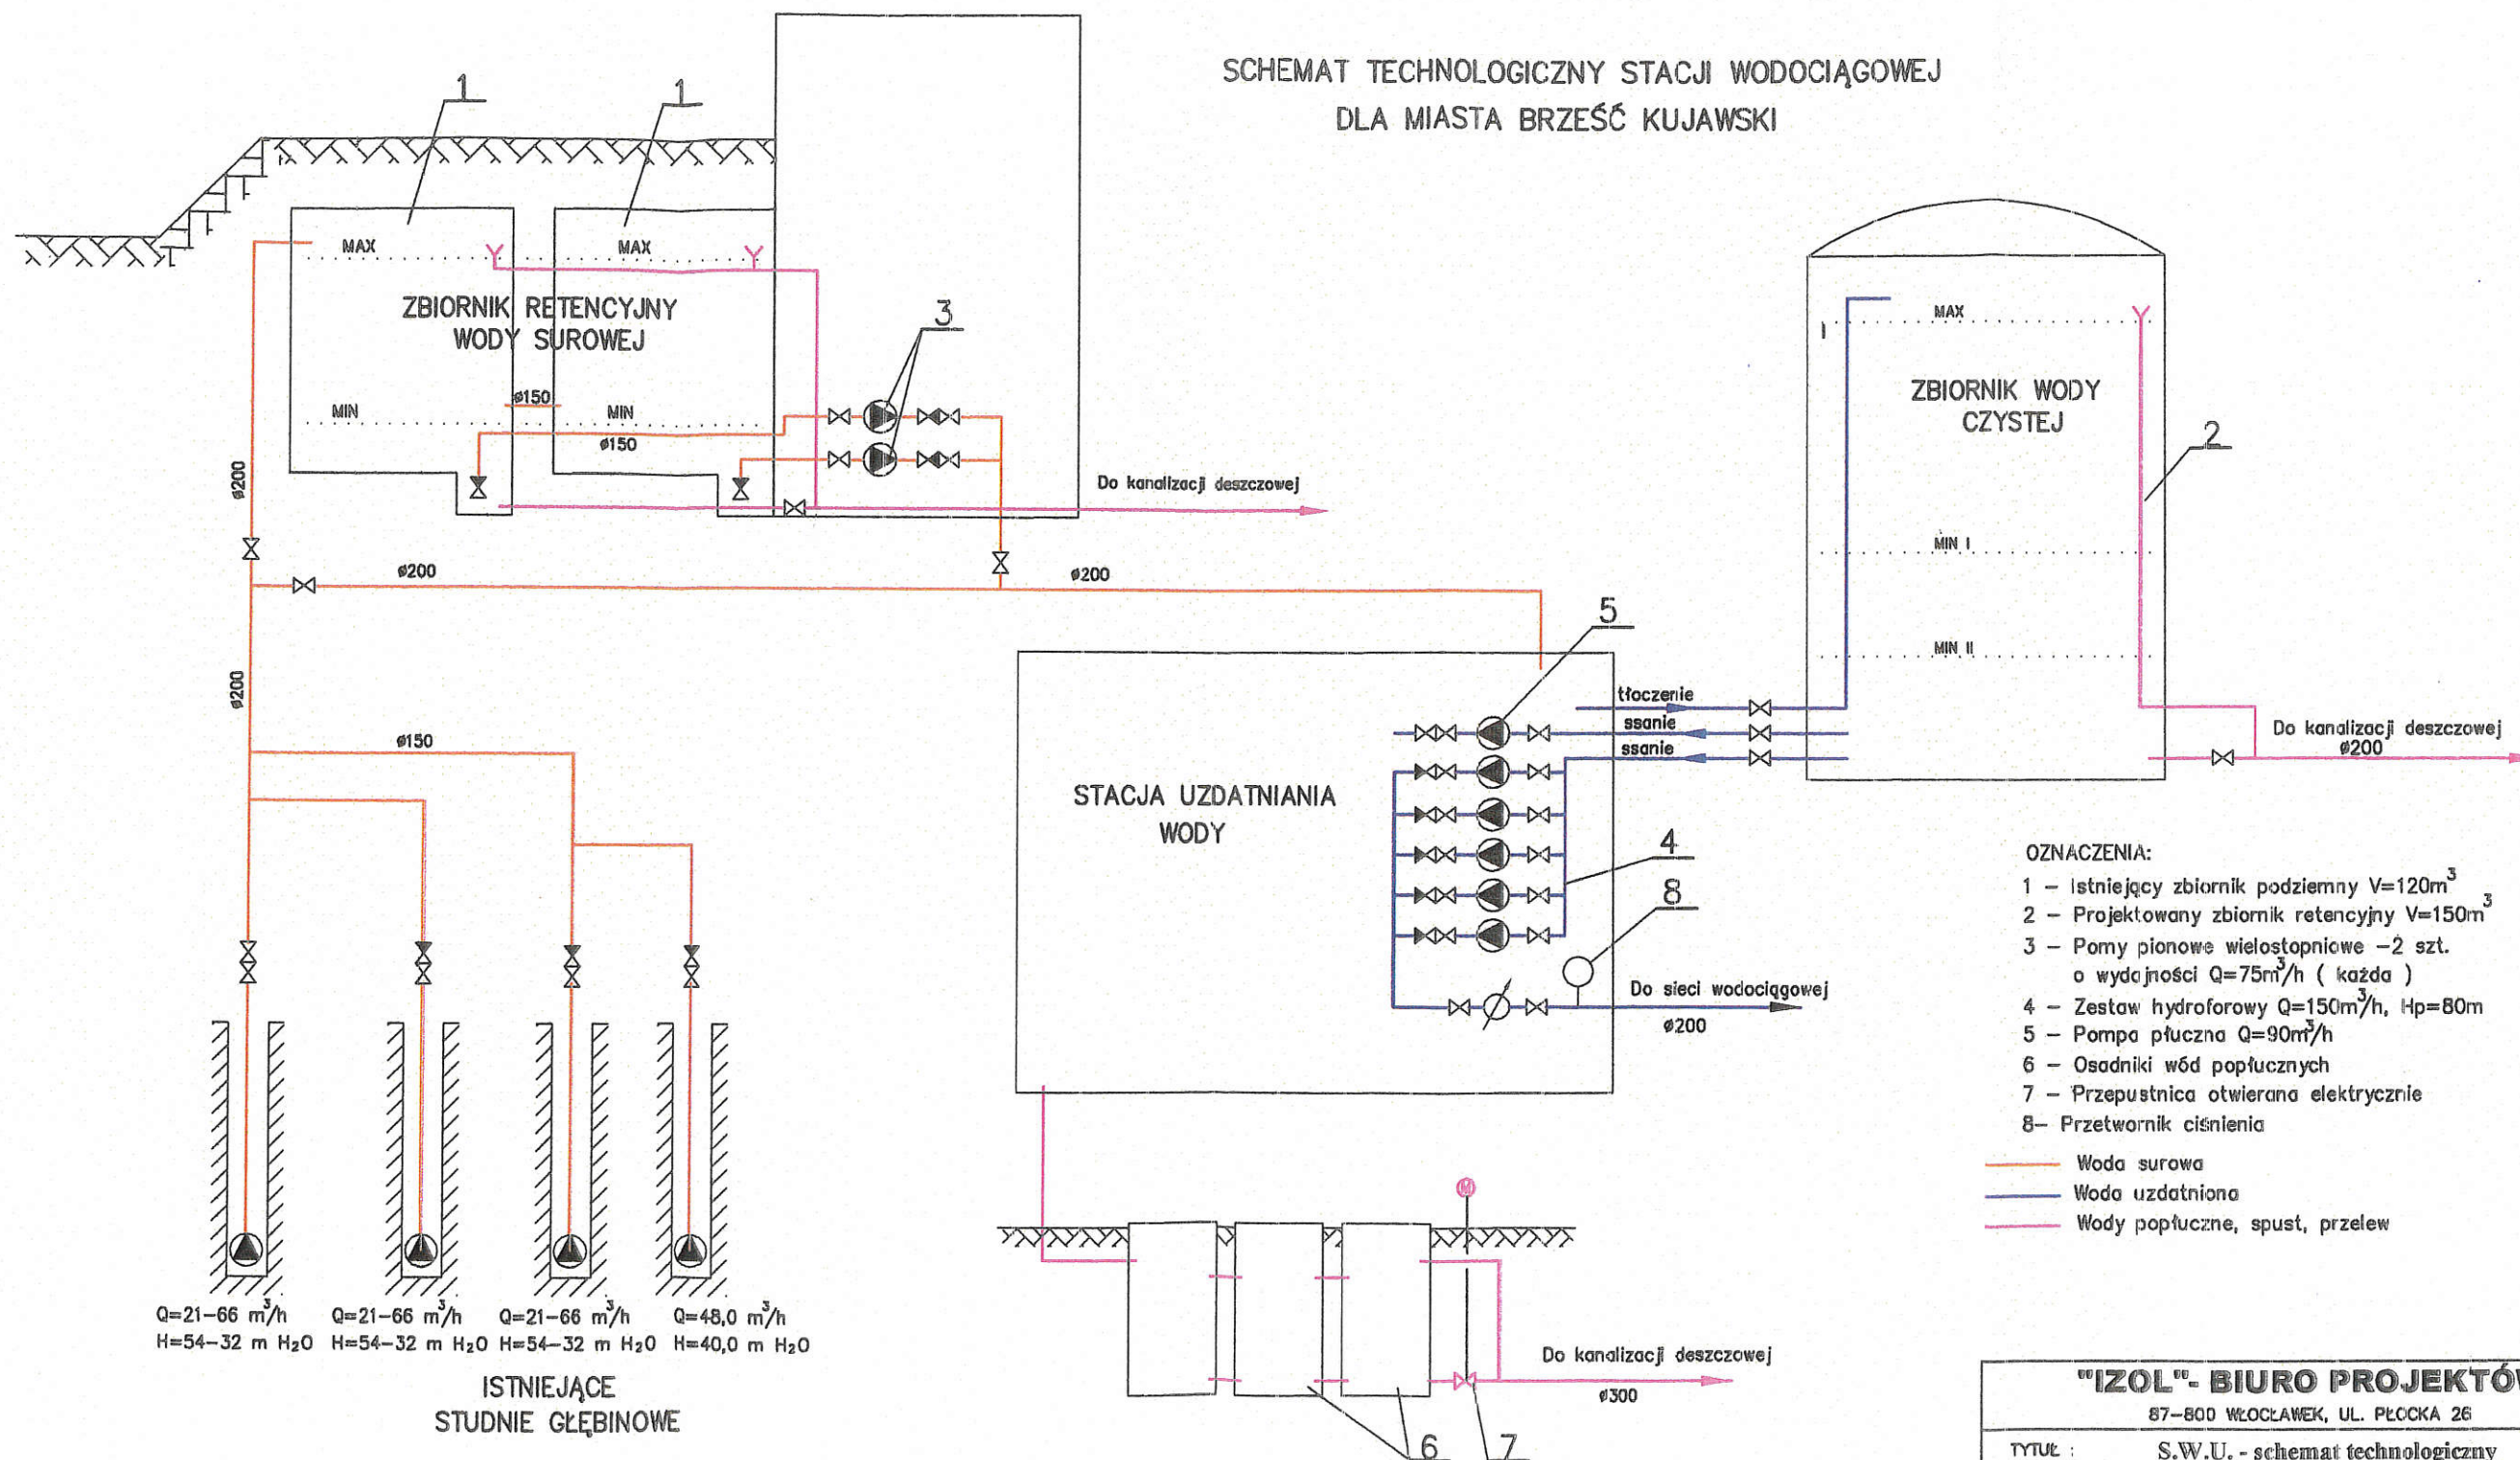 SCHEMAT TECHNOLOGICZNY STACJI WODOCIĄGOWEJ
DLA MIASTA BRZEŚĆ KUJAWSKI
1
1
MAX
MAX
ZBIORNIK RETENCYJNY
WODY SUROWEJ
3
MIN
ø150
MIN
ø150
ø200
Do kanalizacji deszczowej
ø200
ø200
ø200
ø150
MAX
ZBIORNIK WODY
CZYSTEJ
2
MIN I
MIN II
Do kanalizacji deszczowej
ø200
5
tłoczenie
ssanie
ssanie
STACJA UZDATNIANIA
WODY
4
8
Do sieci wodociągowej
ø200
OZNACZENIA:
1 – Istniejący zbiornik podziemny V=120m³
2 – Projektowany zbiornik retencyjny V=150m³
3 – Pomy pionowe wielostopniowe –2 szt.
o wydajności Q=75m³/h ( każda )
4 – Zestaw hydroforowy Q=150m³/h, Hp=80m
5 – Pompa płuczna Q=90m³/h
6 – Osadniki wód popłucznych
7 – Przepustnica otwierana elektrycznie
8– Przetwornik ciśnienia
Woda surowa
Woda uzdatniona
Wody popłuczne, spust, przelew
M
Q=21–66 m³/h Q=21–66 m³/h Q=21–66 m³/h Q=48,0 m³/h
H=54–32 m H₂O H=54–32 m H₂O H=54–32 m H₂O H=40,0 m H₂O
ISTNIEJĄCE
STUDNIE GŁĘBINOWE
Do kanalizacji deszczowej
ø300
6
7
"IZOL"- BIURO PROJEKTÓW
87–800 WŁOCŁAWEK, UL. PŁOCKA 26
TYTUŁ : S.W.U. - schemat technologiczny